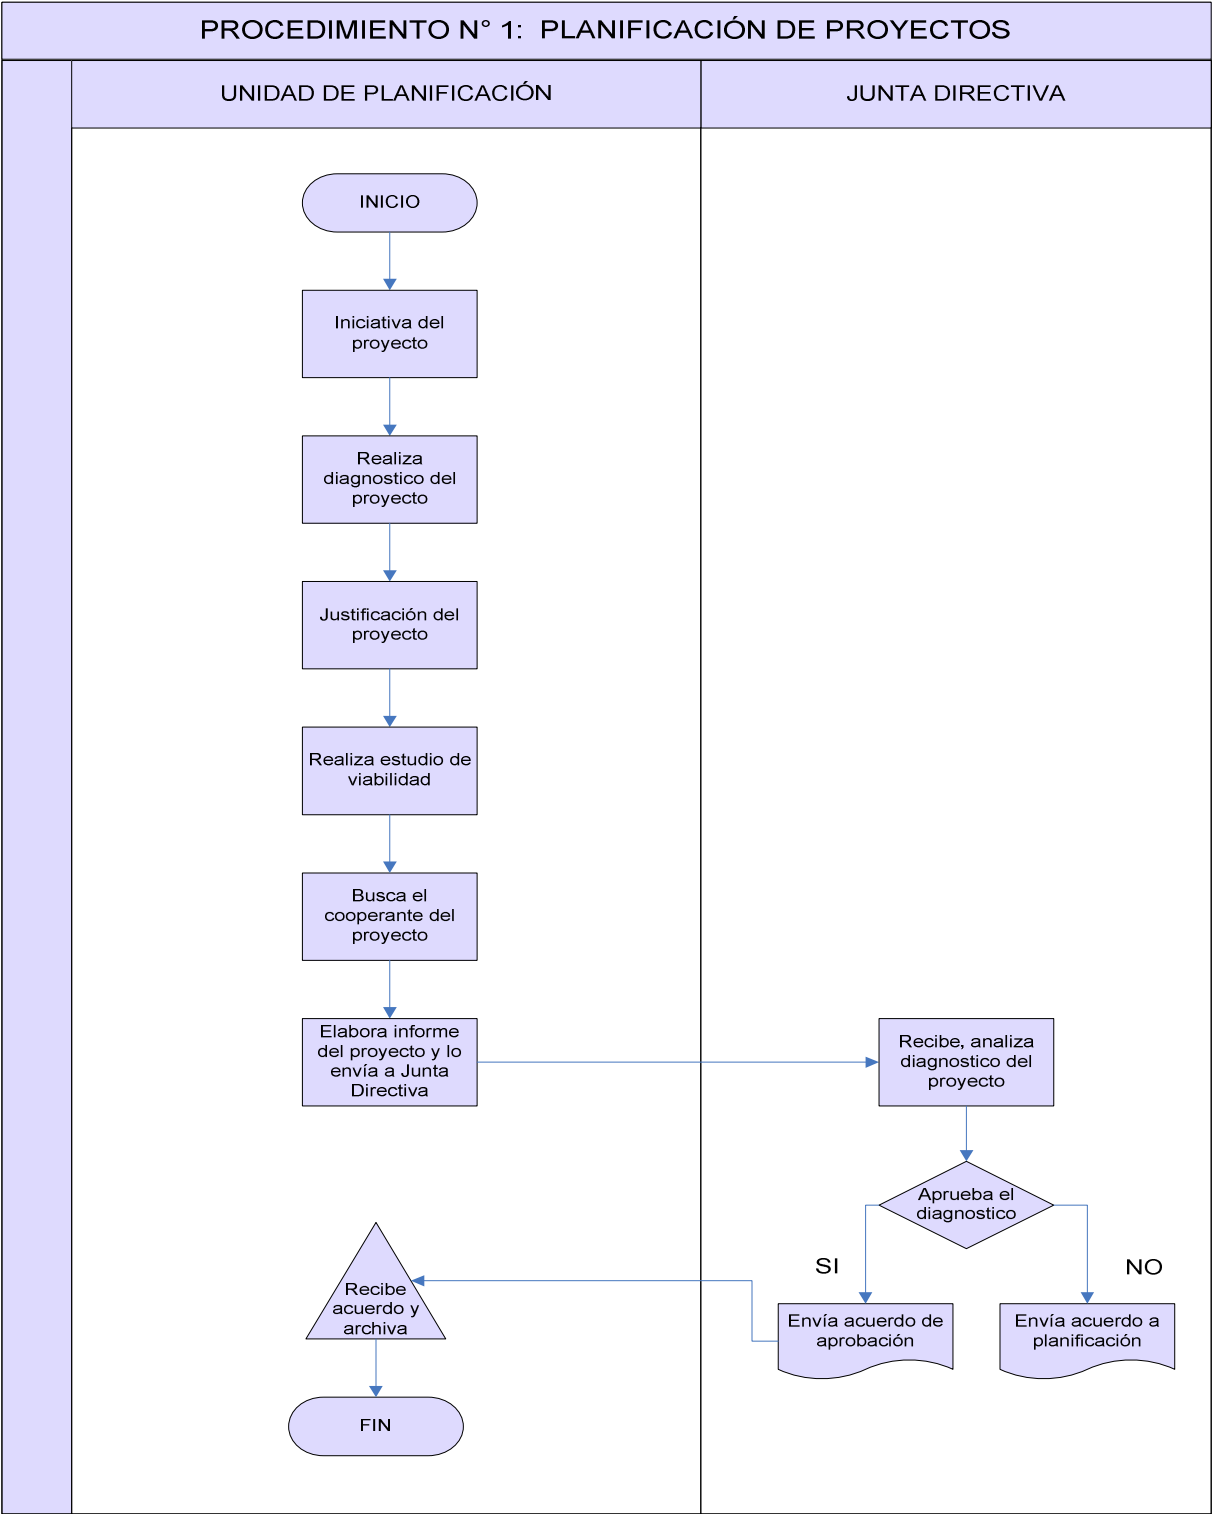 PROCEDIMIENTO N° 1:  PLANIFICACIÓN DE PROYECTOS
UNIDAD DE PLANIFICACIÓN
JUNTA DIRECTIVA
INICIO
Iniciativa del
proyecto
Realiza
diagnostico del
proyecto
Justificación del
proyecto
Realiza estudio de
viabilidad
Busca el
cooperante del
proyecto
Elabora informe
del proyecto y lo
envía a Junta
Directiva
Recibe, analiza
diagnostico del
proyecto
Aprueba el
diagnostico
SI
NO
Envía acuerdo de
aprobación
Envía acuerdo a
planificación
Recibe
acuerdo y
archiva
FIN